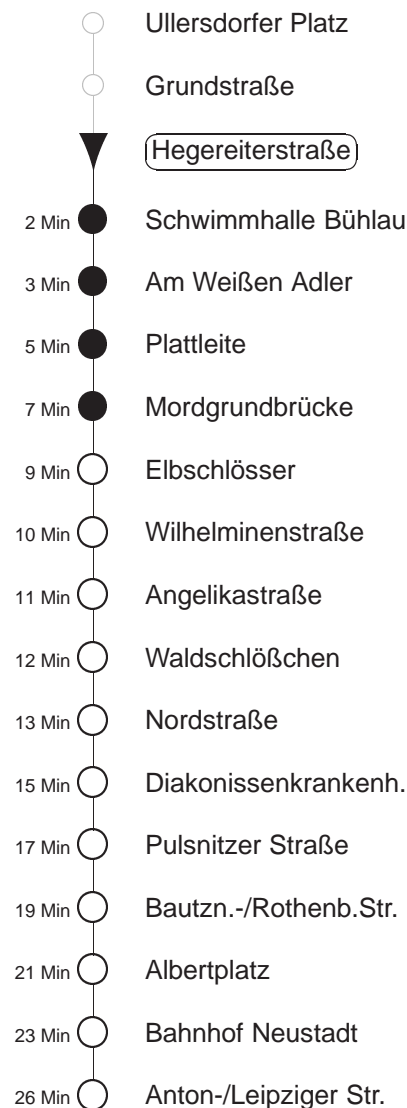 Ullersdorfer Platz
Grundstraße
Hegereiterstraße
2 Min Schwimmhalle Bühlau
3 Min Am Weißen Adler
5 Min Plattleite
7 Min Mordgrundbrücke
9 Min Elbschlösser
10 Min Wilhelminenstraße
11 Min Angelikastraße
12 Min Waldschlößchen
13 Min Nordstraße
15 Min Diakonissenkrankenh.
17 Min Pulsnitzer Straße
19 Min Bautzn.-/Rothenb.Str.
21 Min Albertplatz
23 Min Bahnhof Neustadt
26 Min Anton-/Leipziger Str.